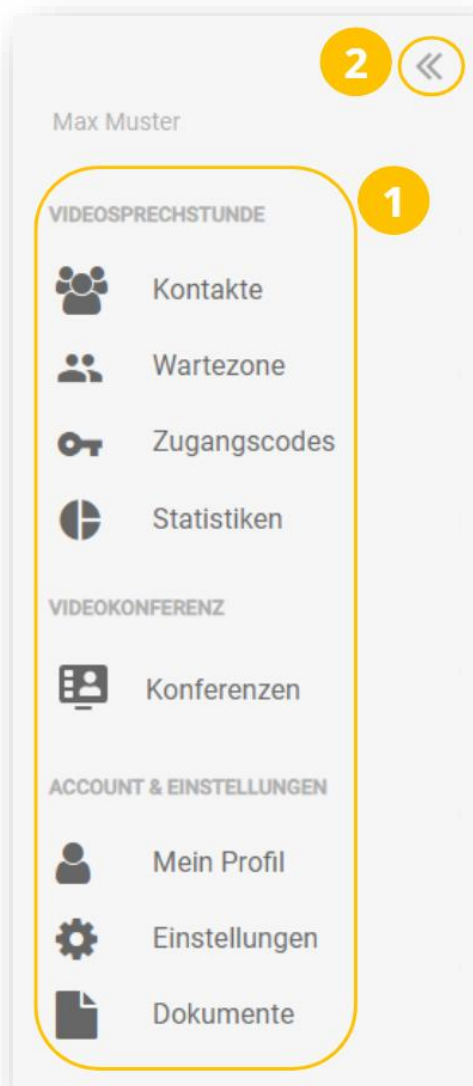 2
Max Muster
1
VIDEOSPRECHSTUNDE
Kontakte
Wartezone
Zugangscodes
Statistiken
VIDEOKONFERENZ
Konferenzen
ACCOUNT & EINSTELLUNGEN
Mein Profil
Einstellungen
Dokumente